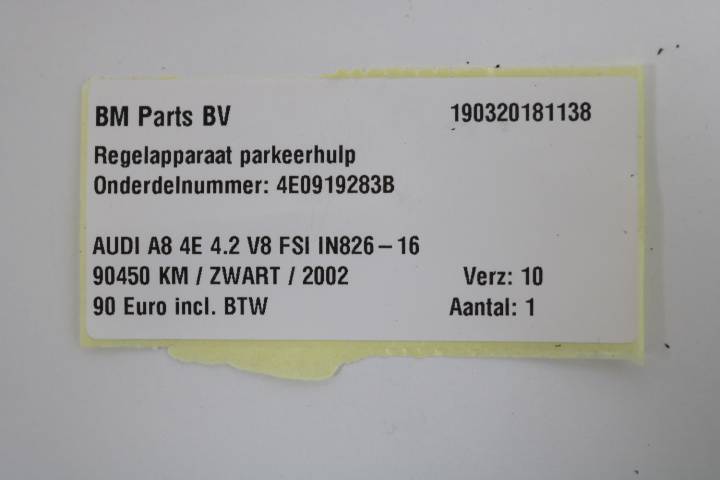 BM Parts BV 190320181138
Regelapparaat parkeerhulp
Onderdelnummer: 4E0919283B
AUDI A8 4E 4.2 V8 FSI IN826-16
90450 KM / ZWART / 2002 Verz: 10
90 Euro incl. BTW Aantal: 1